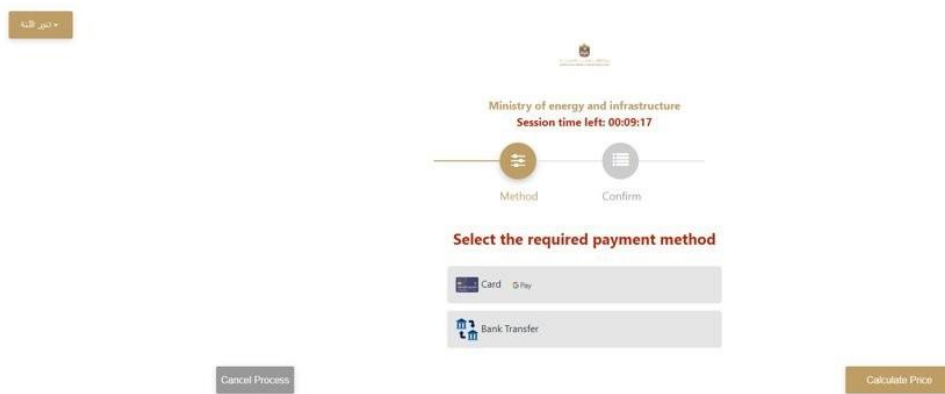 Ministry of energy and infrastructure
Session time left: 00:09:17
Method
Confirm
Select the required payment method
Card G Pay
Bank Transfer
Cancel Process
Calculate Price